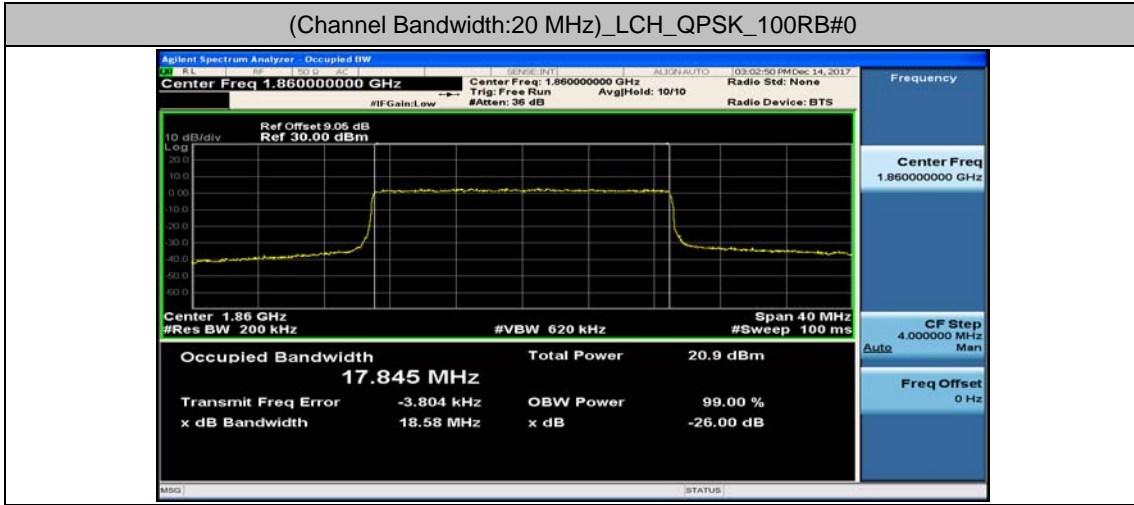 (Channel Bandwidth:20 MHz)_LCH_QPSK_100RB#0
Agilent Spectrum Analyzer - Occupied BW
RL RF 50 Ω AC SENSE:INT ALIGN AUTO 03:02:50 PM Dec 14, 2017
Center Freq 1.860000000 GHz
Center Freq: 1.860000000 GHz
Radio Std: None
Trig: Free Run Avg|Hold: 10/10
#IFGain:Low #Atten: 36 dB Radio Device: BTS
Ref Offset 9.05 dB
10 dB/div Ref 30.00 dBm
Log
20.0
10.0
0.00
-10.0
-20.0
-30.0
-40.0
-50.0
-60.0
Center 1.86 GHz Span 40 MHz
#Res BW 200 kHz #VBW 620 kHz #Sweep 100 ms
Occupied Bandwidth Total Power 20.9 dBm
17.845 MHz
Transmit Freq Error -3.804 kHz OBW Power 99.00 %
x dB Bandwidth 18.58 MHz x dB -26.00 dB
MSG STATUS
Frequency
Center Freq
1.860000000 GHz
CF Step
4.000000 MHz
Auto Man
Freq Offset
0 Hz